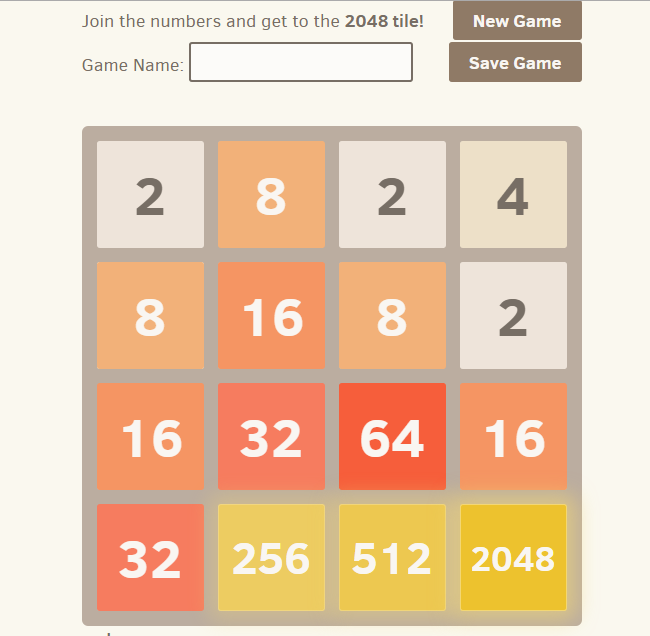 Join the numbers and get to the 2048 tile!
New Game
Game Name:
Save Game
2 8 2 4
8 16 8 2
16 32 64 16
32 256 512 2048